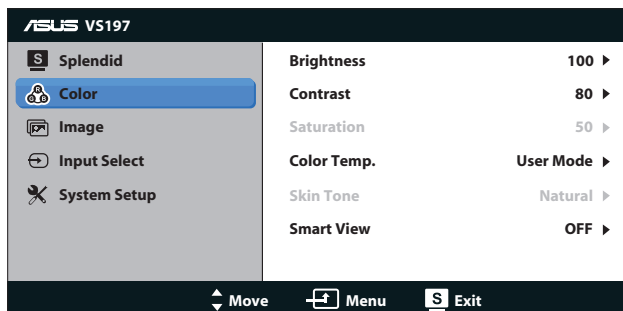 ASUS VS197
S Splendid
R G B Color
Image
Input Select
System Setup
Brightness 100
Contrast 80
Saturation 50
Color Temp. User Mode
Skin Tone Natural
Smart View OFF
Move Menu S Exit